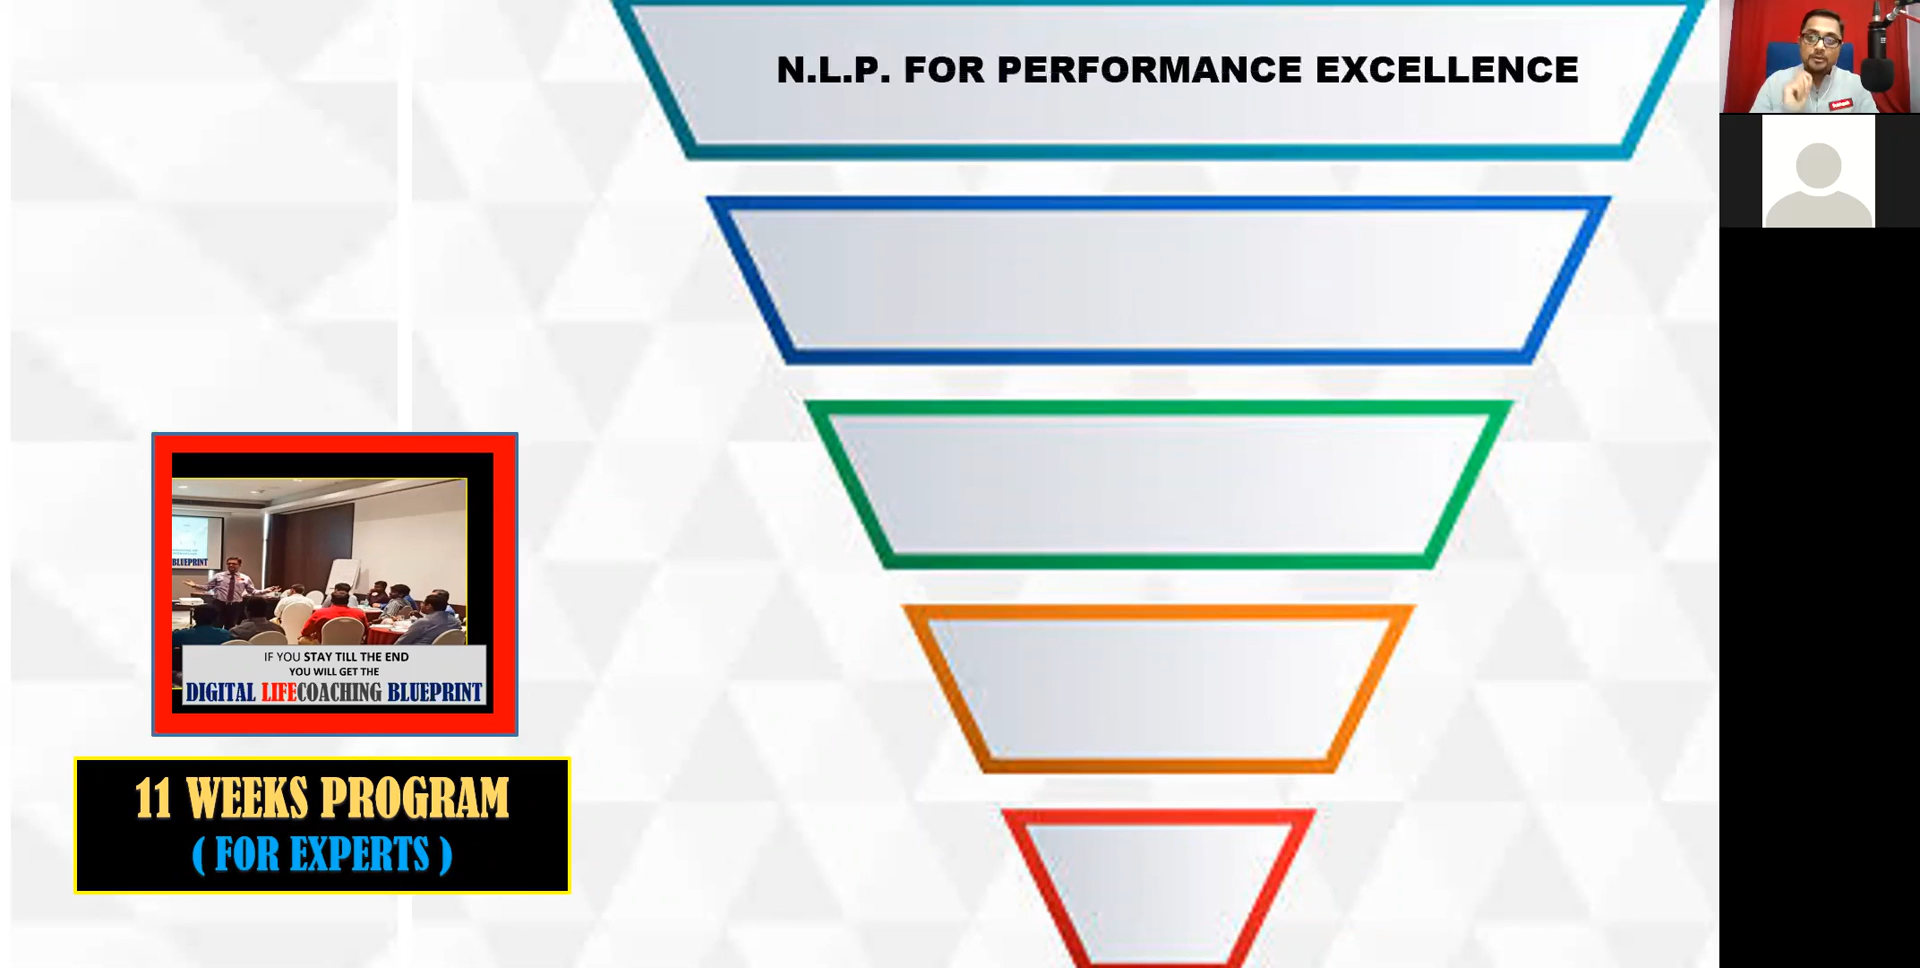 N.L.P. FOR PERFORMANCE EXCELLENCE
BLUEPRINT
IF YOU STAY TILL THE END
YOU WILL GET THE
DIGITAL LIFECOACHING BLUEPRINT
11 WEEKS PROGRAM
( FOR EXPERTS )